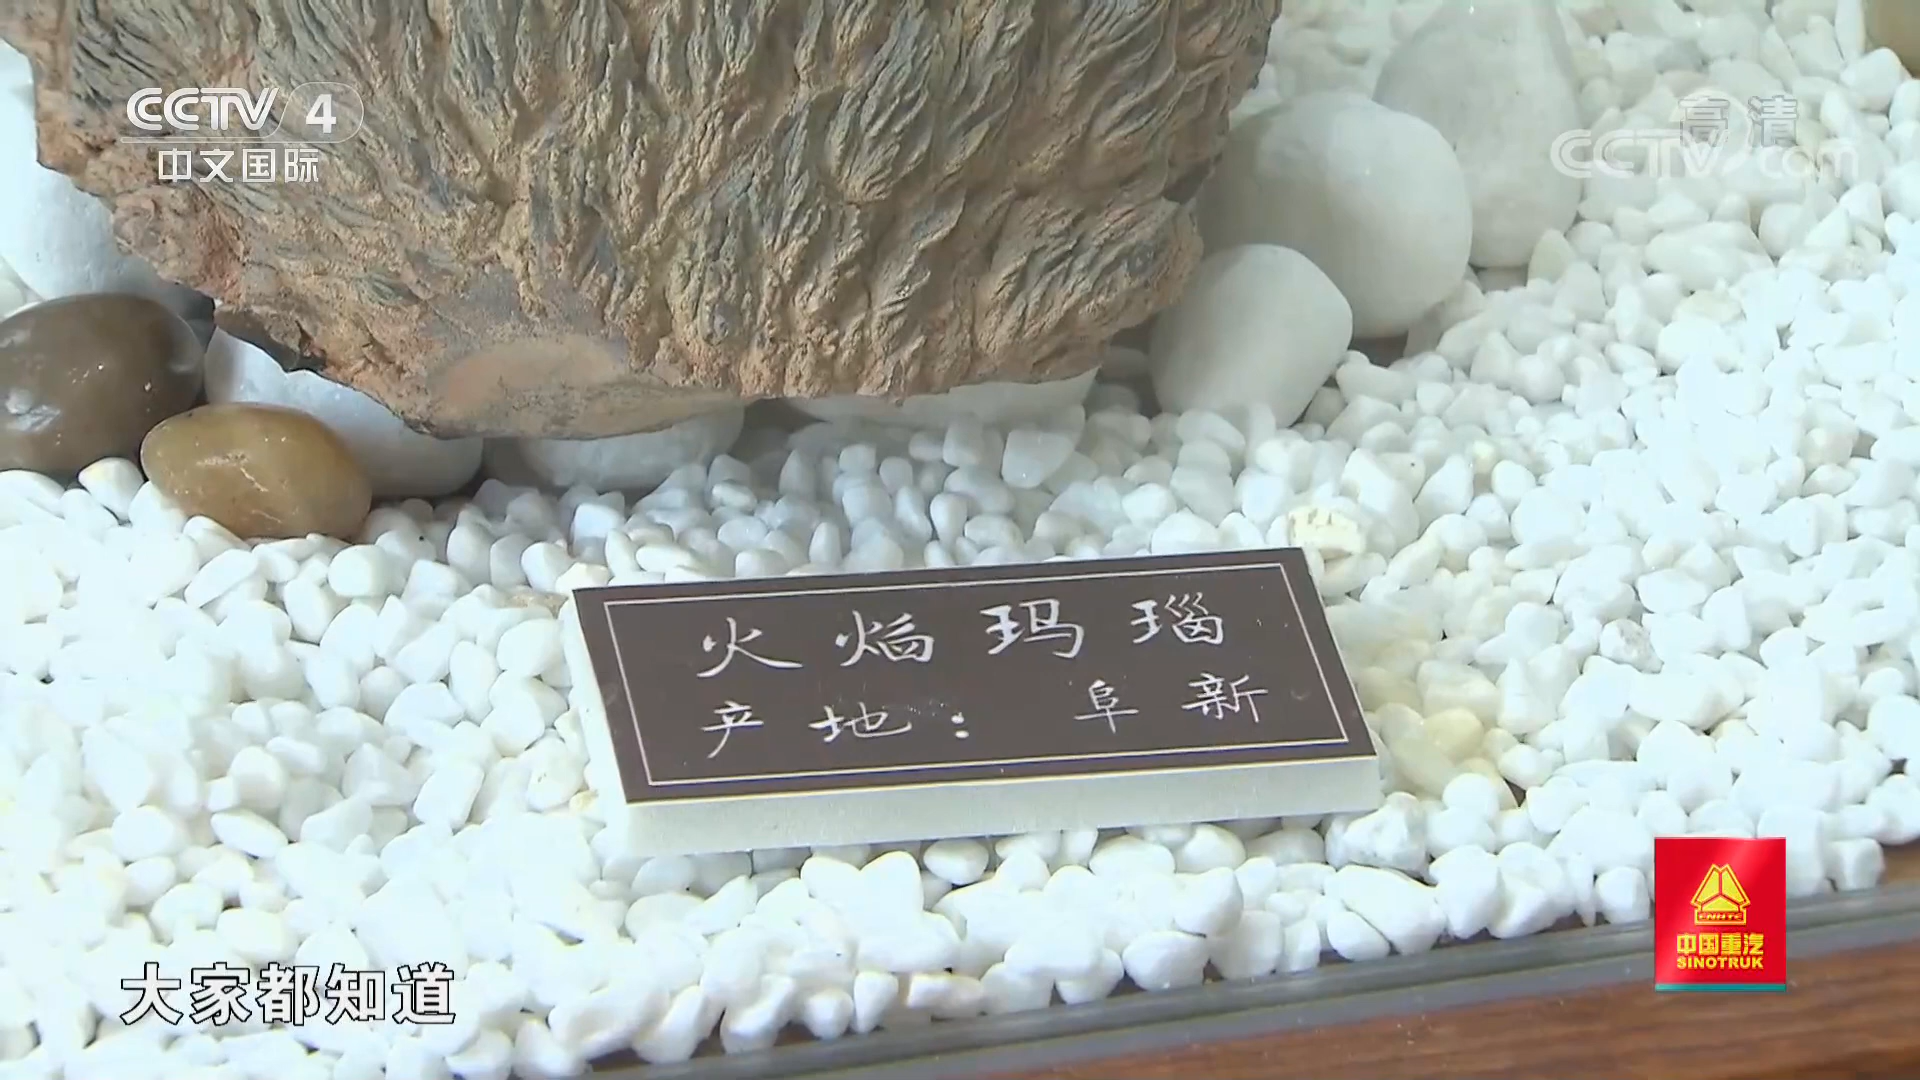 CCTV 4
中文国际
高清
CCTV.com
火焰玛瑙
产地：阜新
CNHTC
中国重汽
SINOTRUK
大家都知道